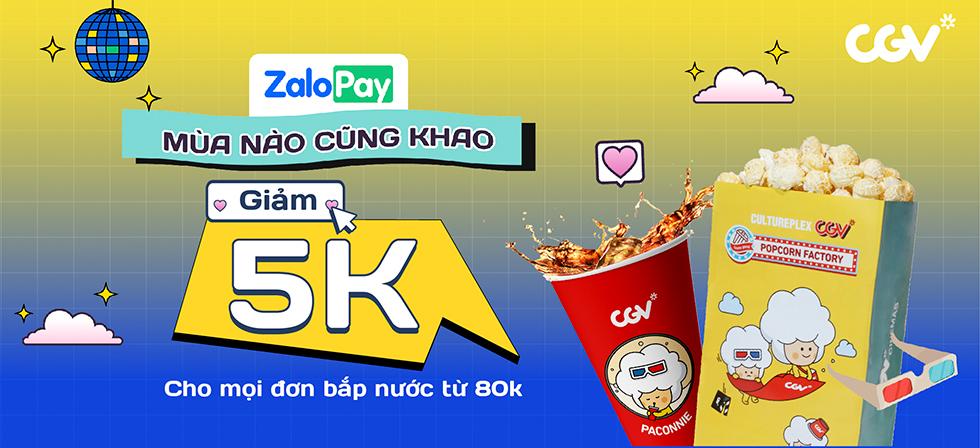 CGV
ZaloPay
MÙA NÀO CŨNG KHAO
Giảm
5K
Cho mọi đơn bắp nước từ 80k
CGV
PACONNIE
CULTUREPLEX CGV
POPCORN FACTORY
CGV